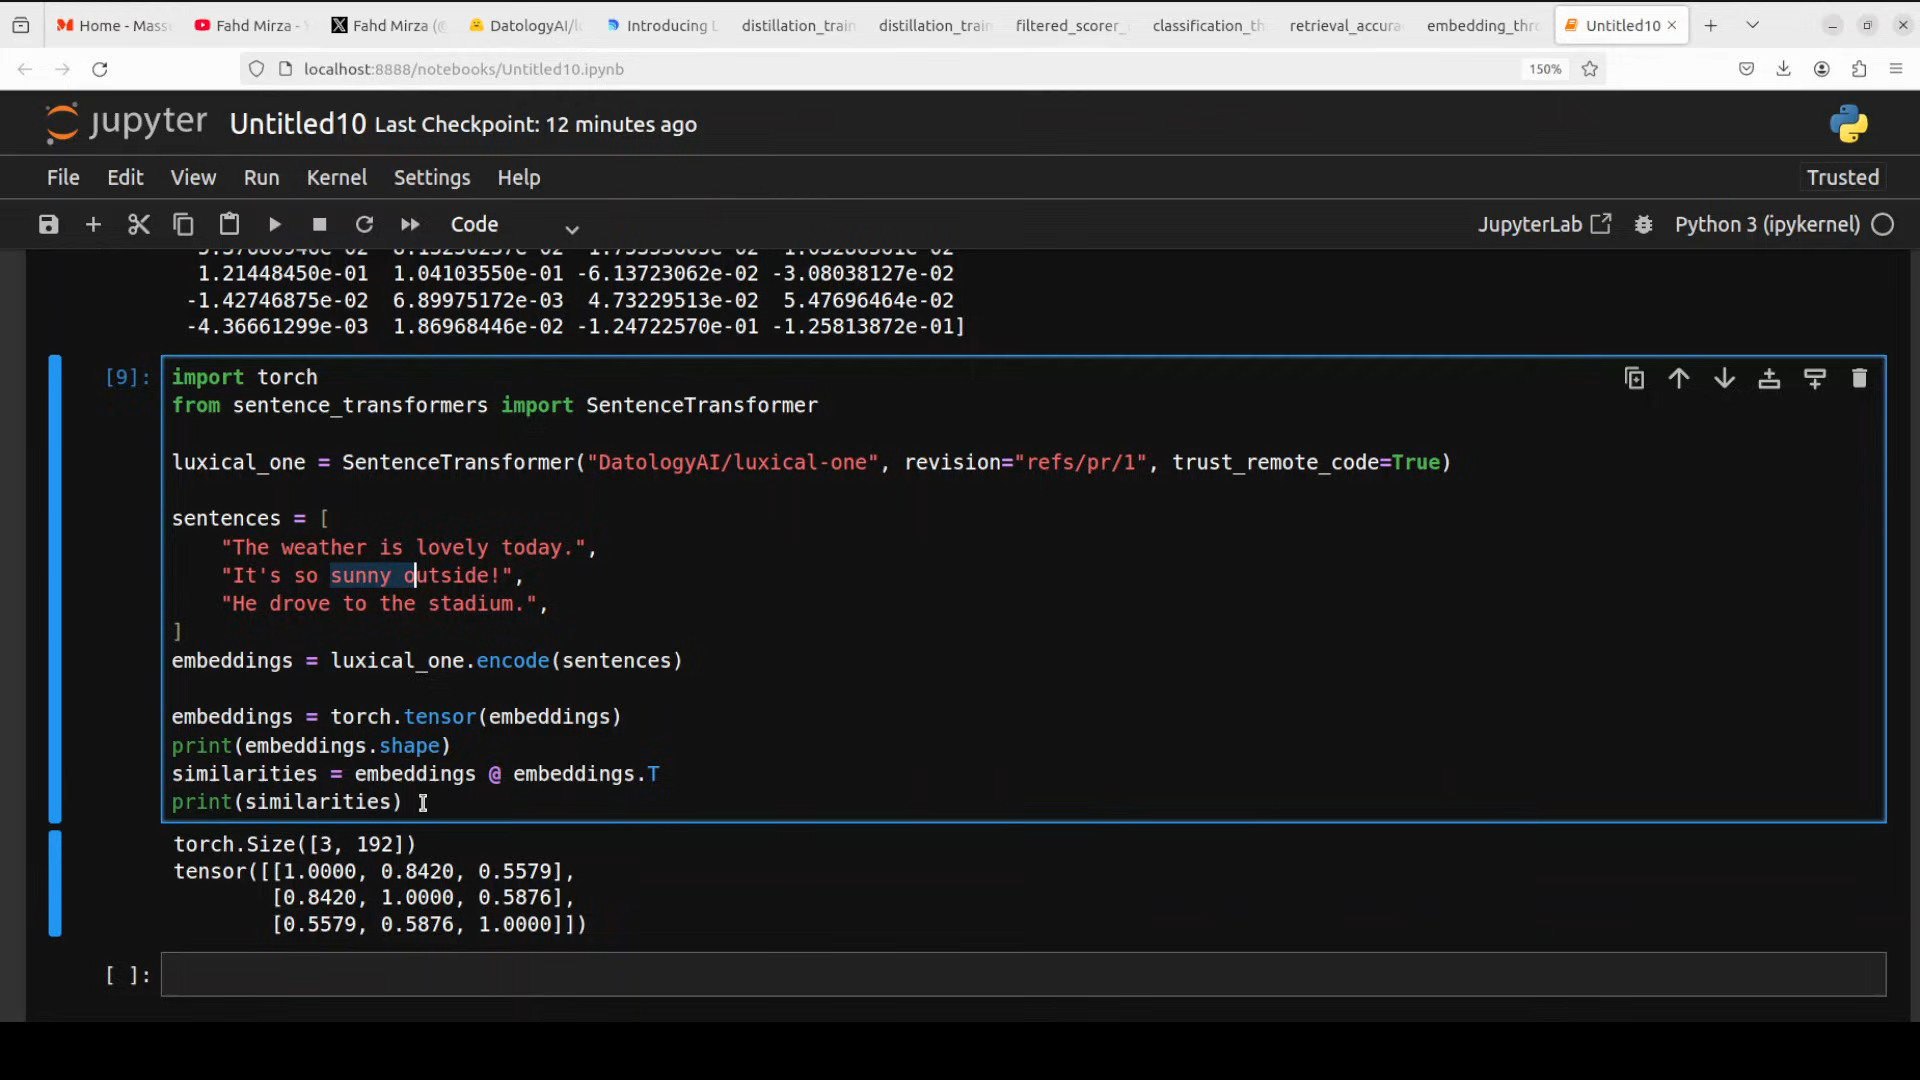 Home - Mass
Fahd Mirza -
Fahd Mirza (@
DatologyAI/l
Introducing L
distillation_train
distillation_train
filtered_scorer_
classification_th
retrieval_accura
embedding_thr
Untitled10
localhost:8888/notebooks/Untitled10.ipynb
150%
jupyter Untitled10 Last Checkpoint: 12 minutes ago
File Edit View Run Kernel Settings Help Trusted
Code JupyterLab Python 3 (ipykernel)
1.21448450e-01 1.04103550e-01 -6.13723062e-02 -3.08038127e-02
-1.42746875e-02 6.89975172e-03 4.73229513e-02 5.47696464e-02
-4.36661299e-03 1.86968446e-02 -1.24722570e-01 -1.25813872e-01]
[9]: import torch
from sentence_transformers import SentenceTransformer
luxical_one = SentenceTransformer("DatologyAI/luxical-one", revision="refs/pr/1", trust_remote_code=True)
sentences = [
"The weather is lovely today.",
"It's so sunny outside!",
"He drove to the stadium.",
]
embeddings = luxical_one.encode(sentences)
embeddings = torch.tensor(embeddings)
print(embeddings.shape)
similarities = embeddings @ embeddings.T
print(similarities)
torch.Size([3, 192])
tensor([[1.0000, 0.8420, 0.5579],
[0.8420, 1.0000, 0.5876],
[0.5579, 0.5876, 1.0000]])
[ ]: